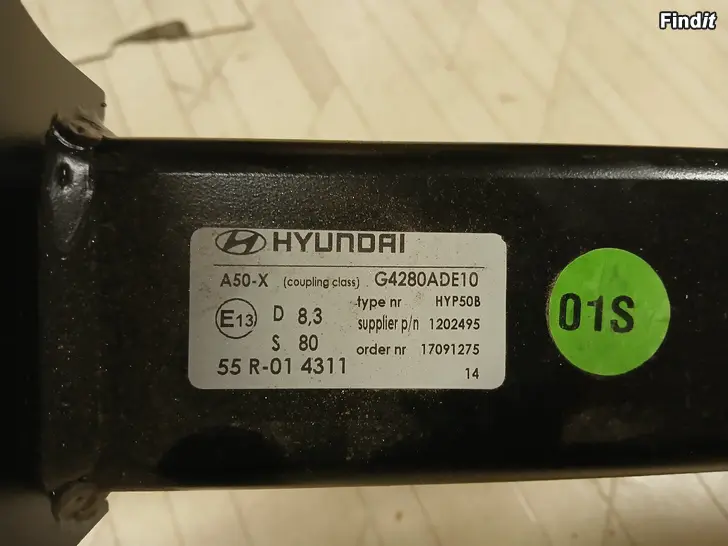 Findit
HYUNDAI
A50-X (coupling class) G4280ADE10
type nr HYP50B
E13 D 8,3
supplier p/n 1202495
S 80
order nr 17091275
55 R-01 4311
14
01S